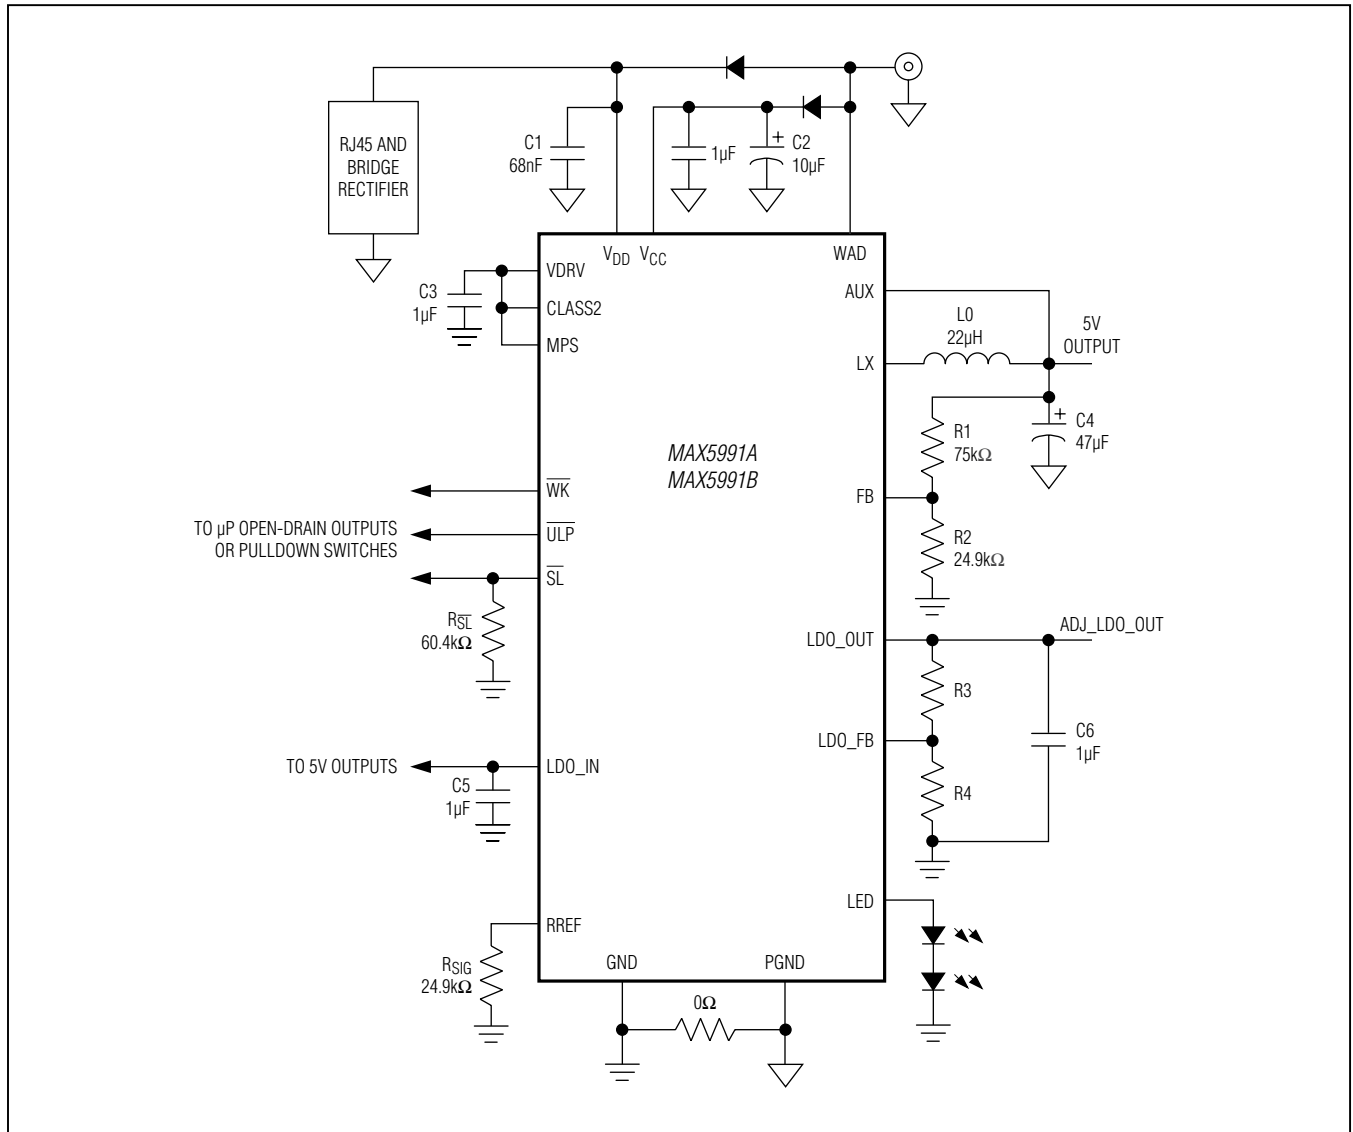 RJ45 AND
BRIDGE
RECTIFIER
C1
68nF
1µF
C2
10µF
+
VDD
VCC
WAD
C3
1µF
VDRV
CLASS2
MPS
AUX
LX
L0
22µH
5V
OUTPUT
R1
75kΩ
+
C4
47µF
MAX5991A
MAX5991B
FB
R2
24.9kΩ
WK
TO µP OPEN-DRAIN OUTPUTS
OR PULLDOWN SWITCHES
ULP
SL
RSL
60.4kΩ
LDO_OUT
ADJ_LDO_OUT
R3
LDO_FB
C6
1µF
R4
TO 5V OUTPUTS
LDO_IN
C5
1µF
LED
RREF
RSIG
24.9kΩ
GND
PGND
0Ω